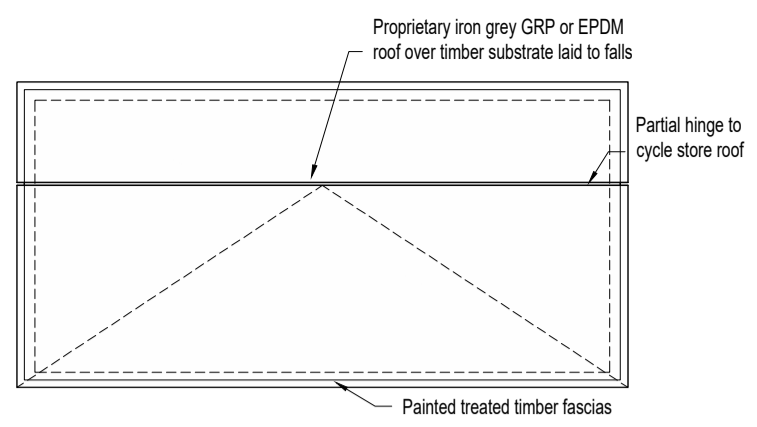 Proprietary iron grey GRP or EPDM
roof over timber substrate laid to falls
Partial hinge to
cycle store roof
Painted treated timber fascias